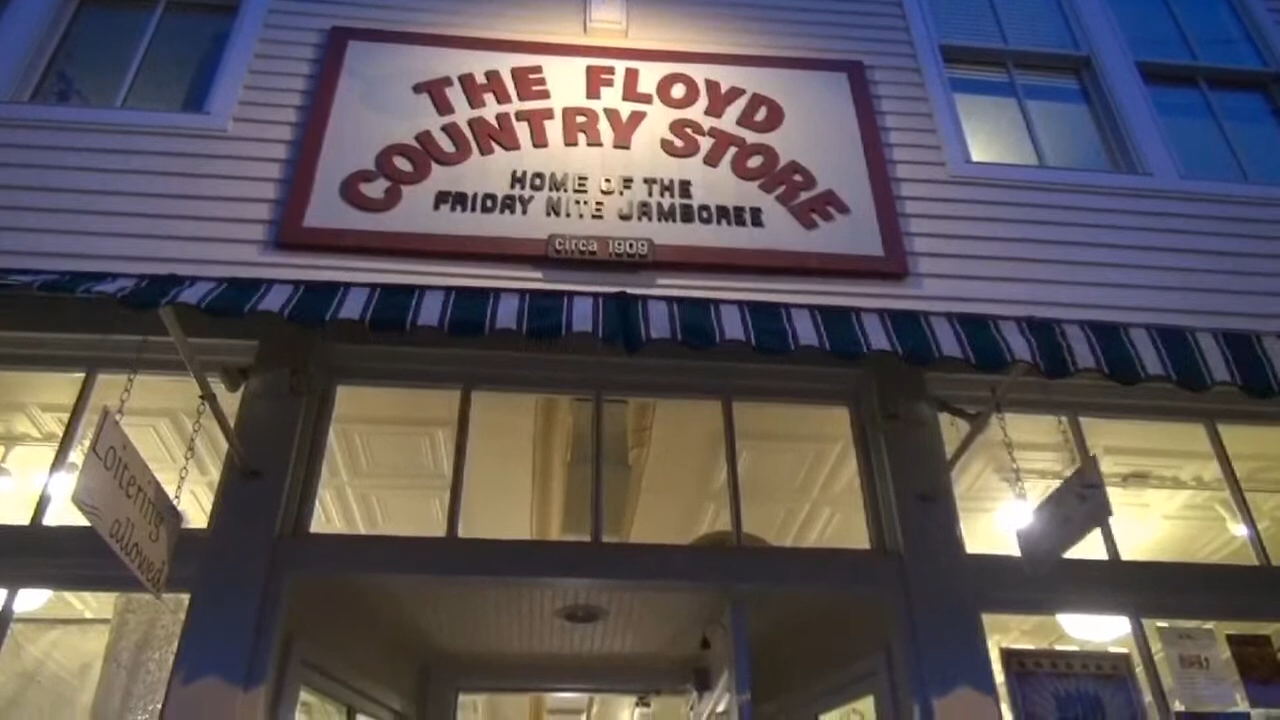 THE FLOYD
COUNTRY STORE
HOME OF THE
FRIDAY NITE JAMBOREE
circa 1909
Loitering
allowed